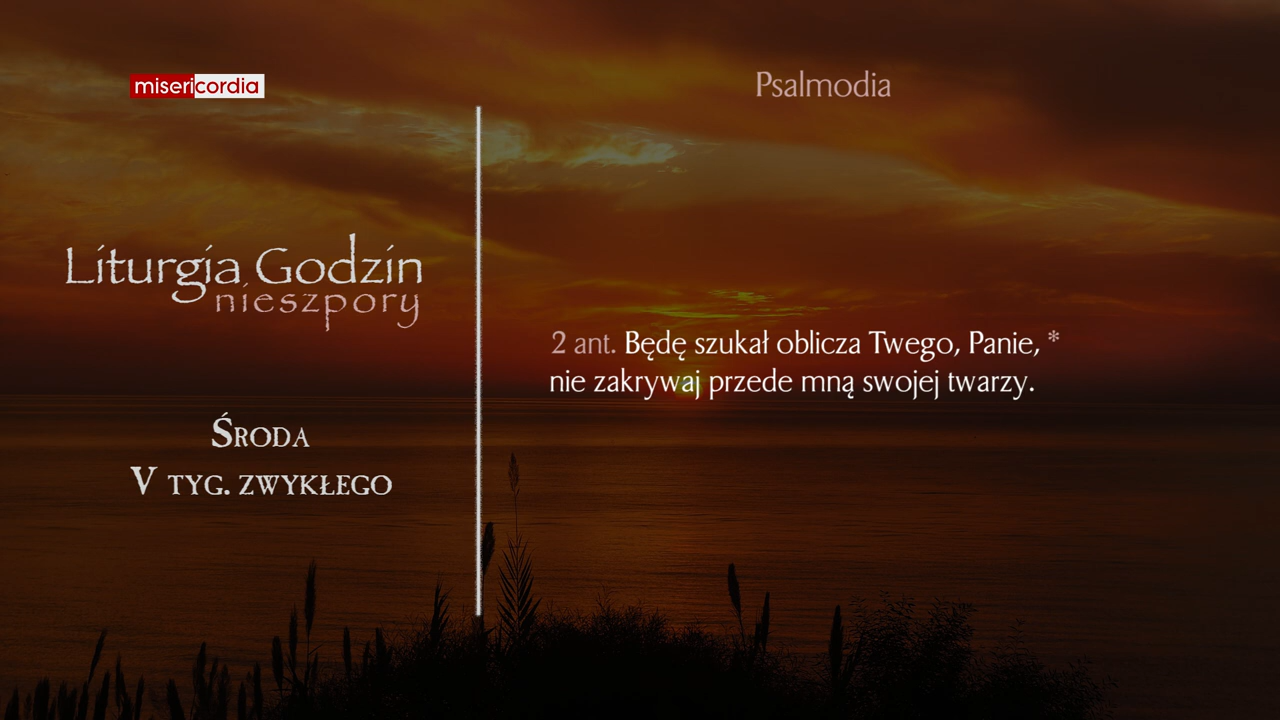 misericordia
Psalmodia
Liturgia Godzin
nieszpory
Środa
V tyg. zwykłego
2 ant. Będę szukał oblicza Twego, Panie, *
nie zakrywaj przede mną swojej twarzy.